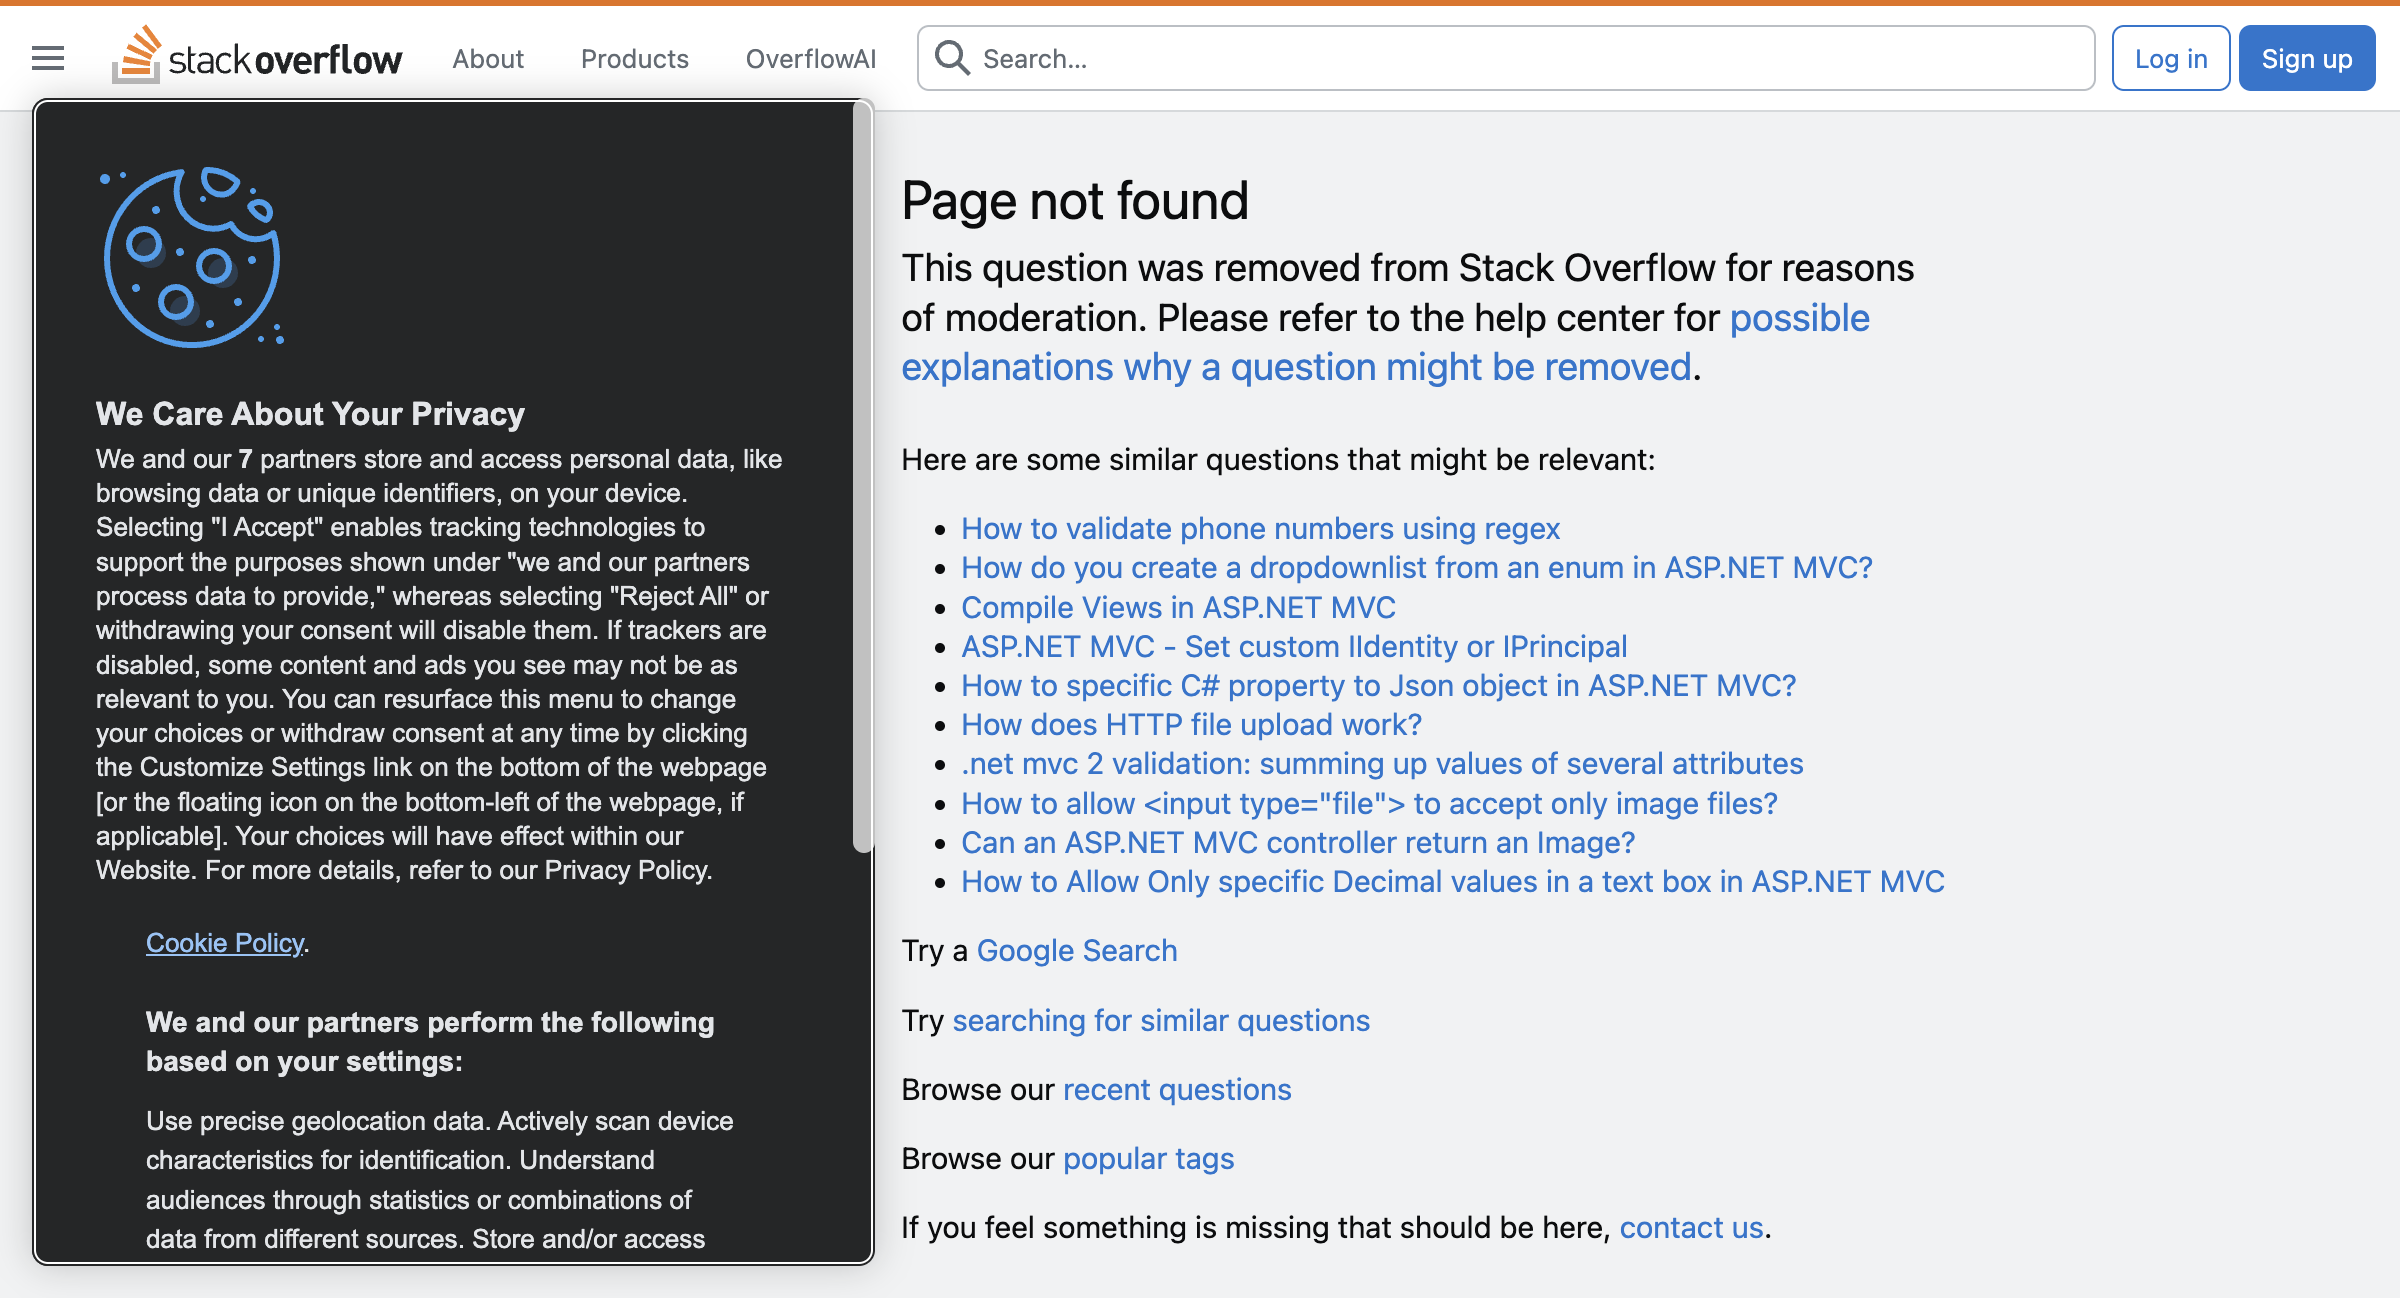 stackoverflow
About
Products
OverflowAI
Search...
Log in
Sign up
We Care About Your Privacy
We and our 7 partners store and access personal data, like
browsing data or unique identifiers, on your device.
Selecting "I Accept" enables tracking technologies to
support the purposes shown under "we and our partners
process data to provide," whereas selecting "Reject All" or
withdrawing your consent will disable them. If trackers are
disabled, some content and ads you see may not be as
relevant to you. You can resurface this menu to change
your choices or withdraw consent at any time by clicking
the Customize Settings link on the bottom of the webpage
[or the floating icon on the bottom-left of the webpage, if
applicable]. Your choices will have effect within our
Website. For more details, refer to our Privacy Policy.
Cookie Policy.
We and our partners perform the following
based on your settings:
Use precise geolocation data. Actively scan device
characteristics for identification. Understand
audiences through statistics or combinations of
data from different sources. Store and/or access
Page not found
This question was removed from Stack Overflow for reasons
of moderation. Please refer to the help center for possible
explanations why a question might be removed.
Here are some similar questions that might be relevant:
How to validate phone numbers using regex
How do you create a dropdownlist from an enum in ASP.NET MVC?
Compile Views in ASP.NET MVC
ASP.NET MVC - Set custom IIdentity or IPrincipal
How to specific C# property to Json object in ASP.NET MVC?
How does HTTP file upload work?
.net mvc 2 validation: summing up values of several attributes
How to allow <input type="file"> to accept only image files?
Can an ASP.NET MVC controller return an Image?
How to Allow Only specific Decimal values in a text box in ASP.NET MVC
Try a Google Search
Try searching for similar questions
Browse our recent questions
Browse our popular tags
If you feel something is missing that should be here, contact us.